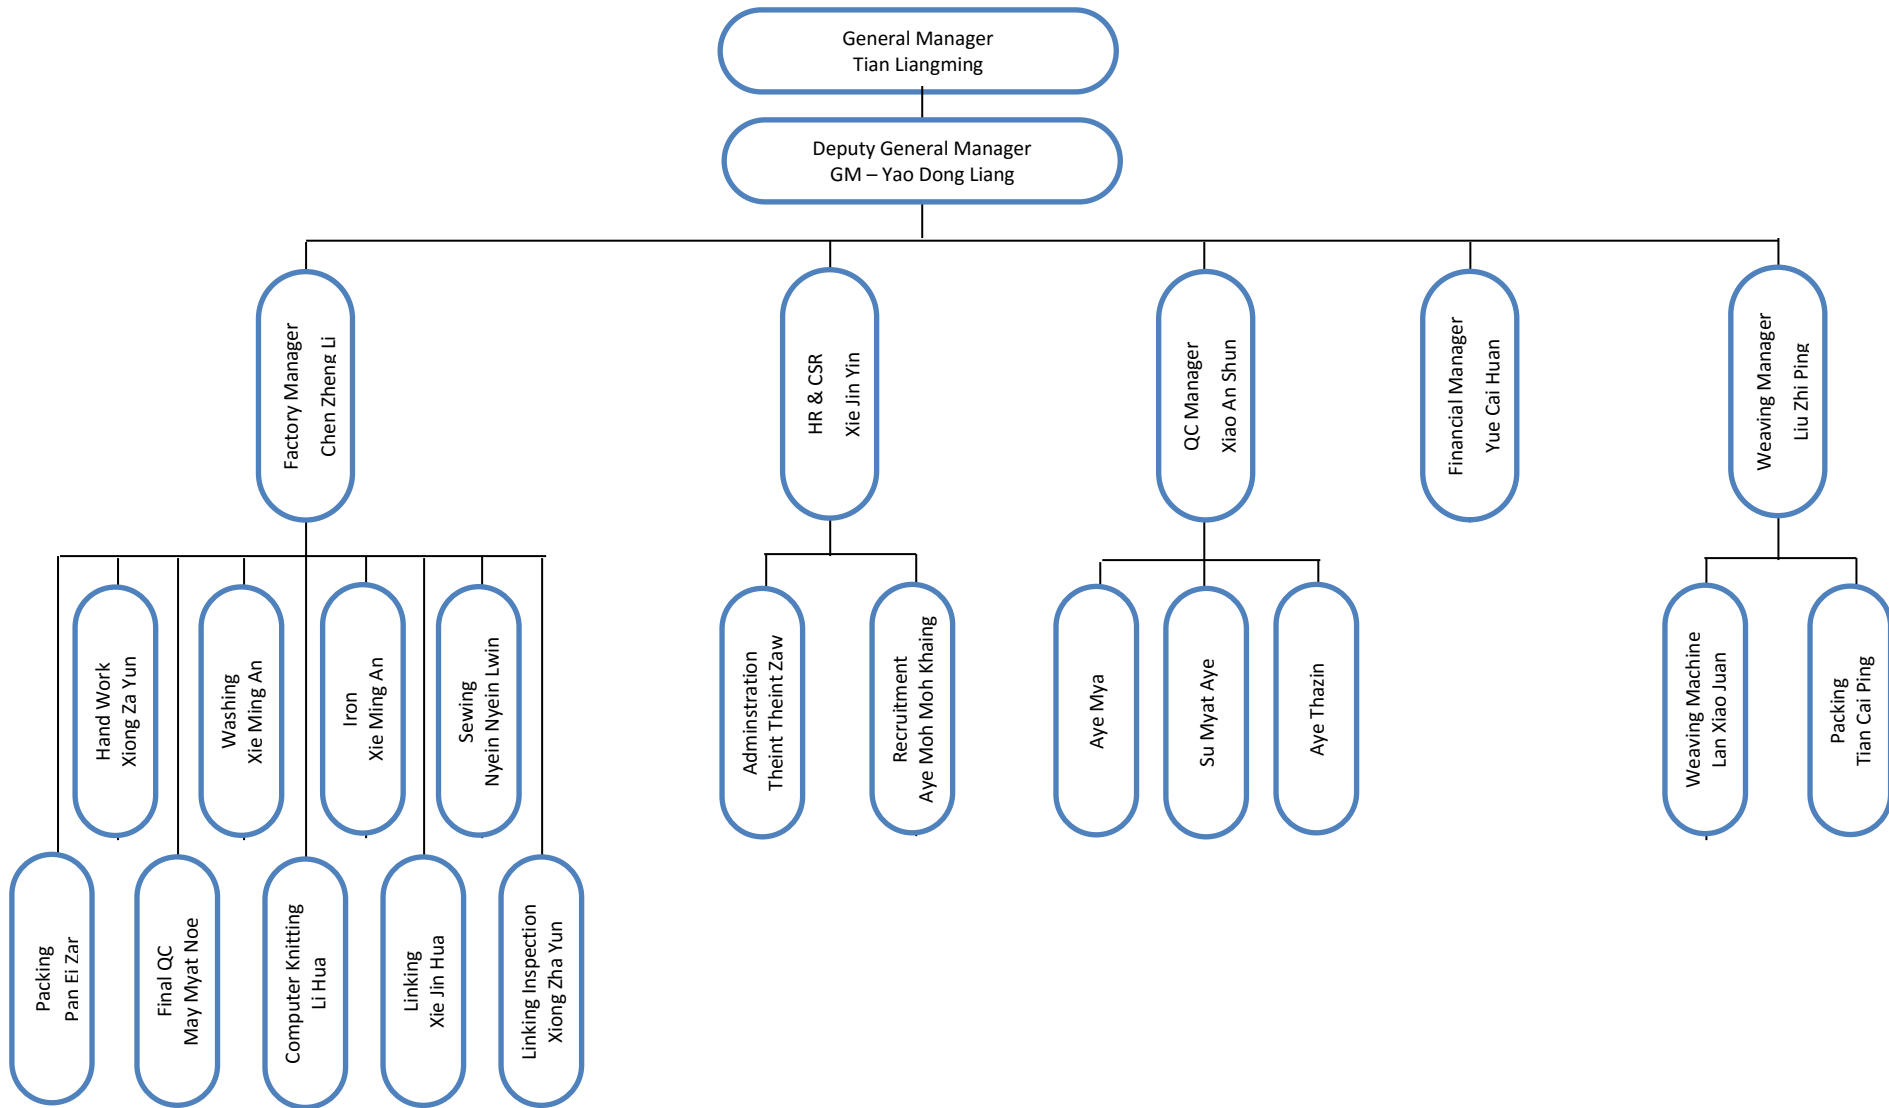 General Manager
Tian Liangming
Deputy General Manager
GM – Yao Dong Liang
Factory Manager
Chen Zheng Li
HR & CSR
Xie Jin Yin
QC Manager
Xiao An Shun
Financial Manager
Yue Cai Huan
Weaving Manager
Liu Zhi Ping
Hand Work
Xiong Za Yun
Washing
Xie Ming An
Iron
Xie Ming An
Sewing
Nyein Nyein Lwin
Adminstration
Theint Theint Zaw
Recruitment
Aye Moh Moh Khaing
Aye Mya
Su Myat Aye
Aye Thazin
Weaving Machine
Lan Xiao Juan
Packing
Tian Cai Ping
Packing
Pan Ei Zar
Final QC
May Myat Noe
Computer Knitting
Li Hua
Linking
Xie Jin Hua
Linking Inspection
Xiong Zha Yun